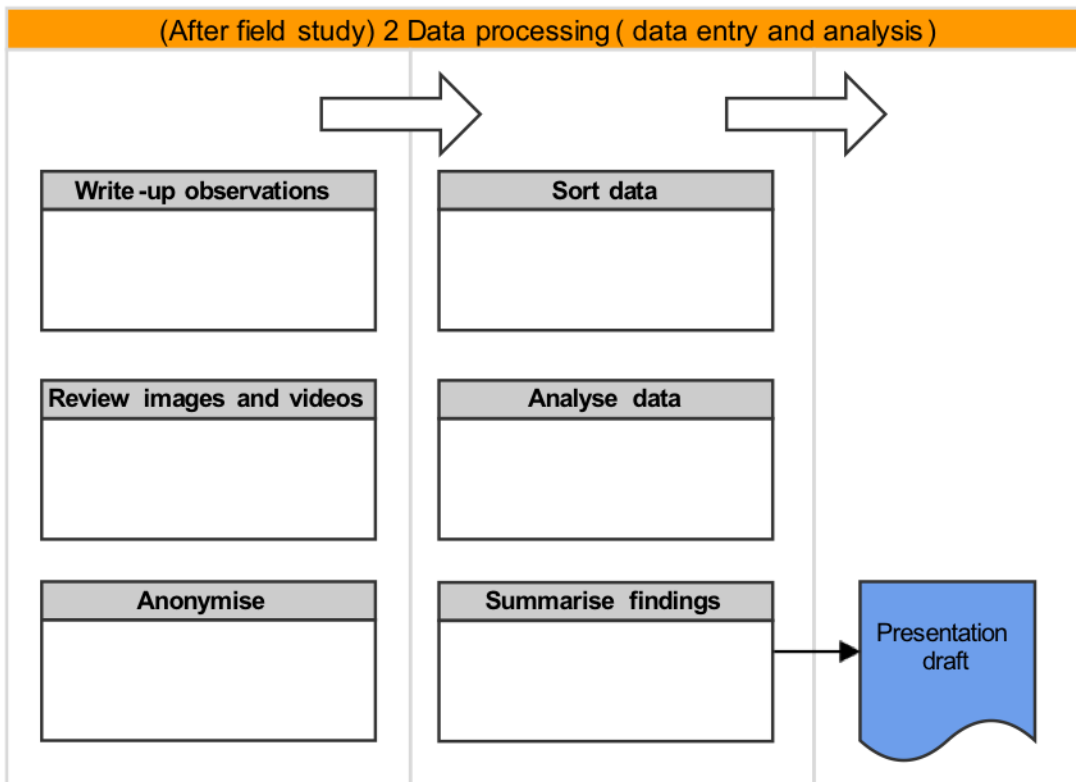 (After field study) 2 Data processing ( data entry and analysis )
Write-up observations
Review images and videos
Anonymise
Sort data
Analyse data
Summarise findings
Presentation
draft